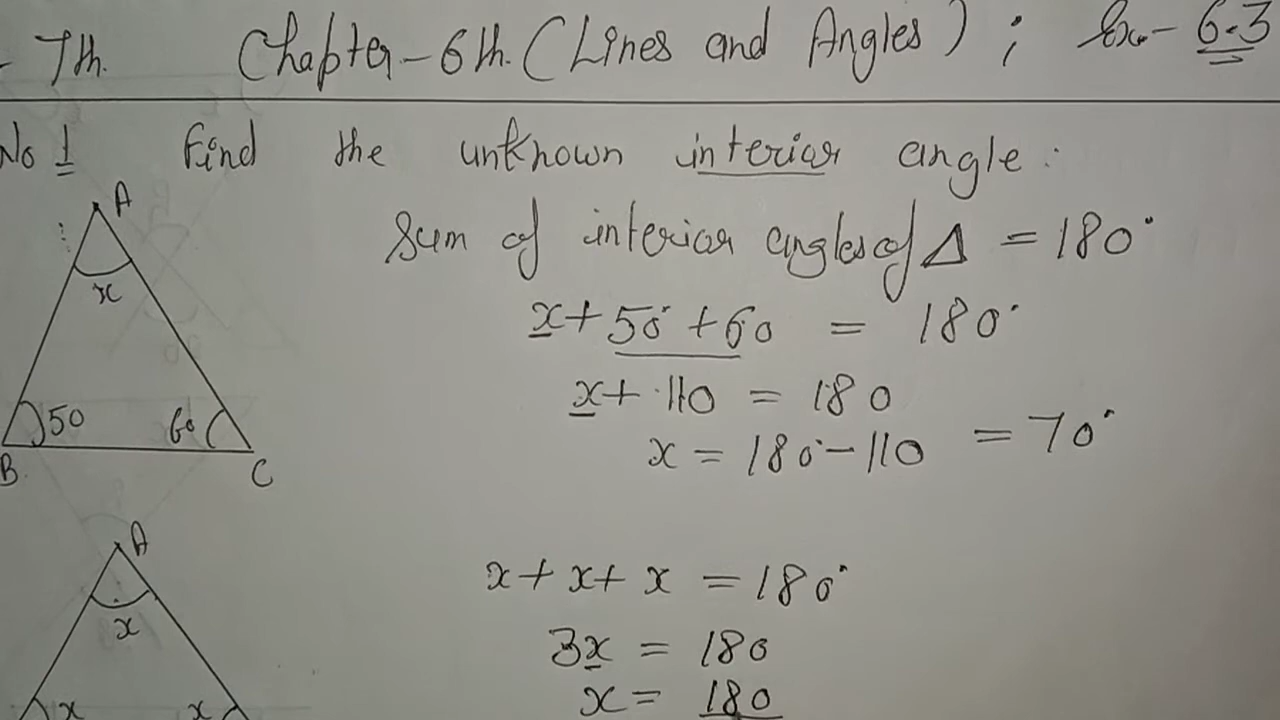 - 7th. Chapter-6th. (Lines and Angles) ; Ex- 6.3
No 1 Find the unknown interior angle.
A
Sum of interior angles of Δ = 180°
x
x + 50° + 60 = 180°
x + 110 = 180
50 60
x = 180 - 110 = 70°
B C
A
x + x + x = 180°
x
3x = 180
x x
x = 180